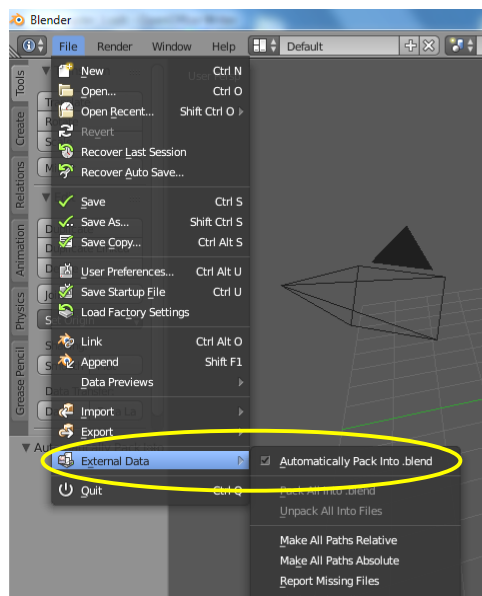 Blender
File Render Window Help Default
Tools
Create
Relations
Animation
Physics
Grease Pencil
New Ctrl N
Open... Ctrl O
Open Recent... Shift Ctrl O
Revert
Recover Last Session
Recover Auto Save...
Save Ctrl S
Save As... Shift Ctrl S
Save Copy... Ctrl Alt S
User Preferences... Ctrl Alt U
Save Startup File Ctrl U
Load Factory Settings
Link Ctrl Alt O
Append Shift F1
Data Previews
Import
Export
External Data
Quit Ctrl Q
Automatically Pack Into .blend
Pack All Into .blend
Unpack All Into Files
Make All Paths Relative
Make All Paths Absolute
Report Missing Files